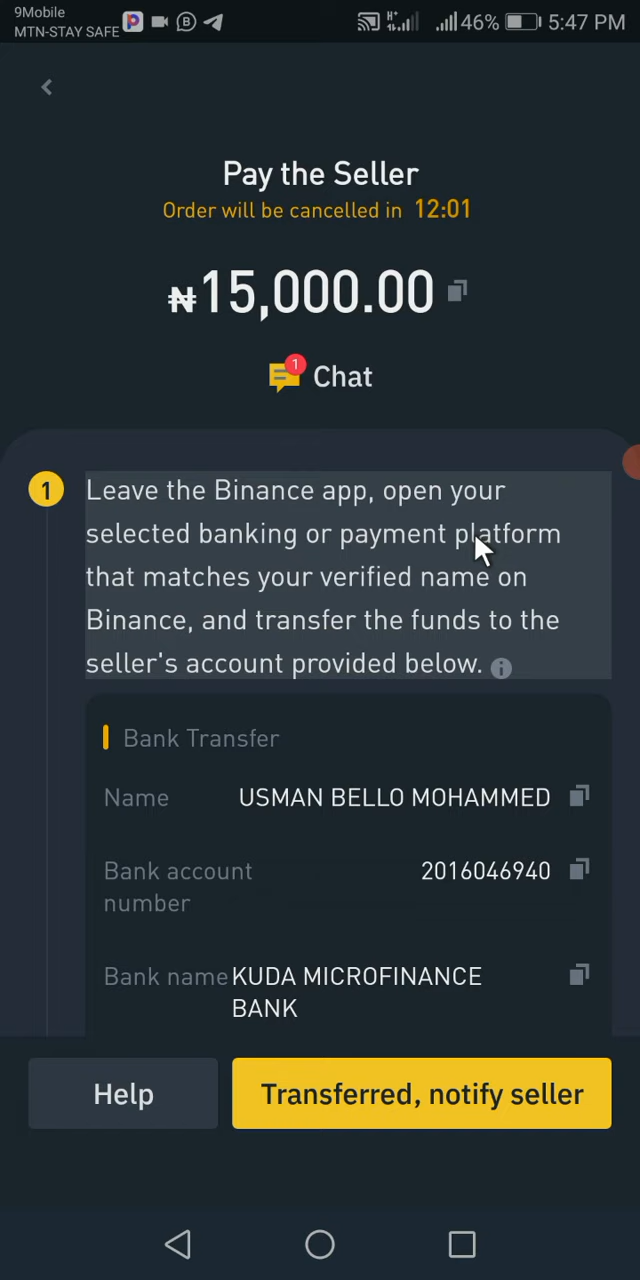 9Mobile
MTN-STAY SAFE
46%
5:47 PM
Pay the Seller
Order will be cancelled in 12:01
₦15,000.00
1
Chat
1
Leave the Binance app, open your
selected banking or payment platform
that matches your verified name on
Binance, and transfer the funds to the
seller's account provided below.
Bank Transfer
Name USMAN BELLO MOHAMMED
Bank account 2016046940
number
Bank name KUDA MICROFINANCE
BANK
Help
Transferred, notify seller